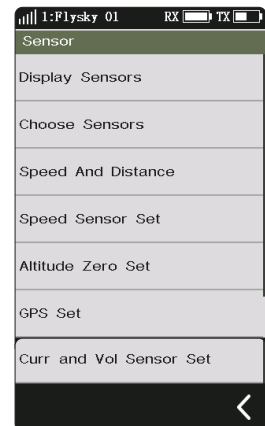 1:Flysky 01 RX TX
Sensor
Display Sensors
Choose Sensors
Speed And Distance
Speed Sensor Set
Altitude Zero Set
GPS Set
Curr and Vol Sensor Set